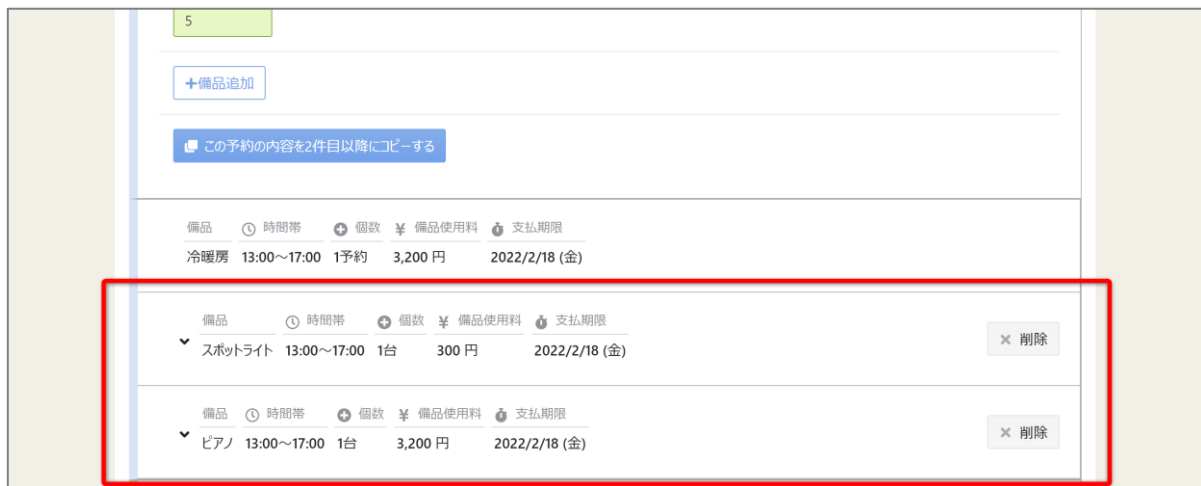 5
+備品追加
この予約の内容を2件目以降にコピーする
備品 時間帯 個数 ¥ 備品使用料 支払期限
冷暖房 13:00～17:00 1予約 3,200 円 2022/2/18 (金)
備品 時間帯 個数 ¥ 備品使用料 支払期限
スポットライト 13:00～17:00 1台 300 円 2022/2/18 (金)
× 削除
備品 時間帯 個数 ¥ 備品使用料 支払期限
ピアノ 13:00～17:00 1台 3,200 円 2022/2/18 (金)
× 削除